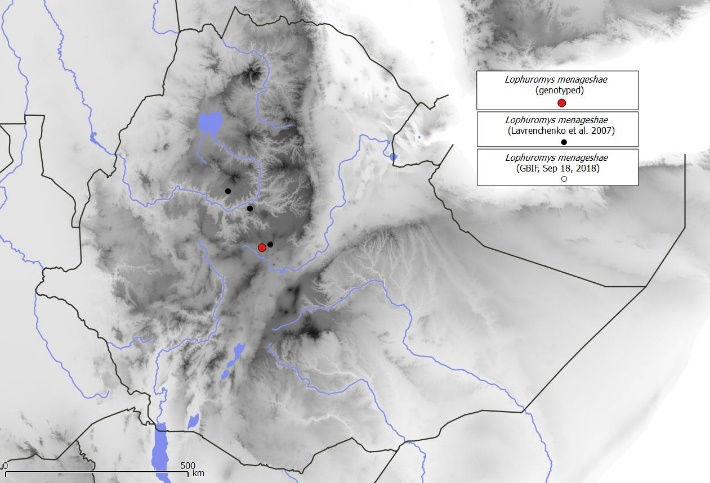 Lophuromys menageshae
(genotyped)
Lophuromys menageshae
(Lavrenchenko et al. 2007)
Lophuromys menageshae
(GBIF, Sep 18, 2018)
0 500
km